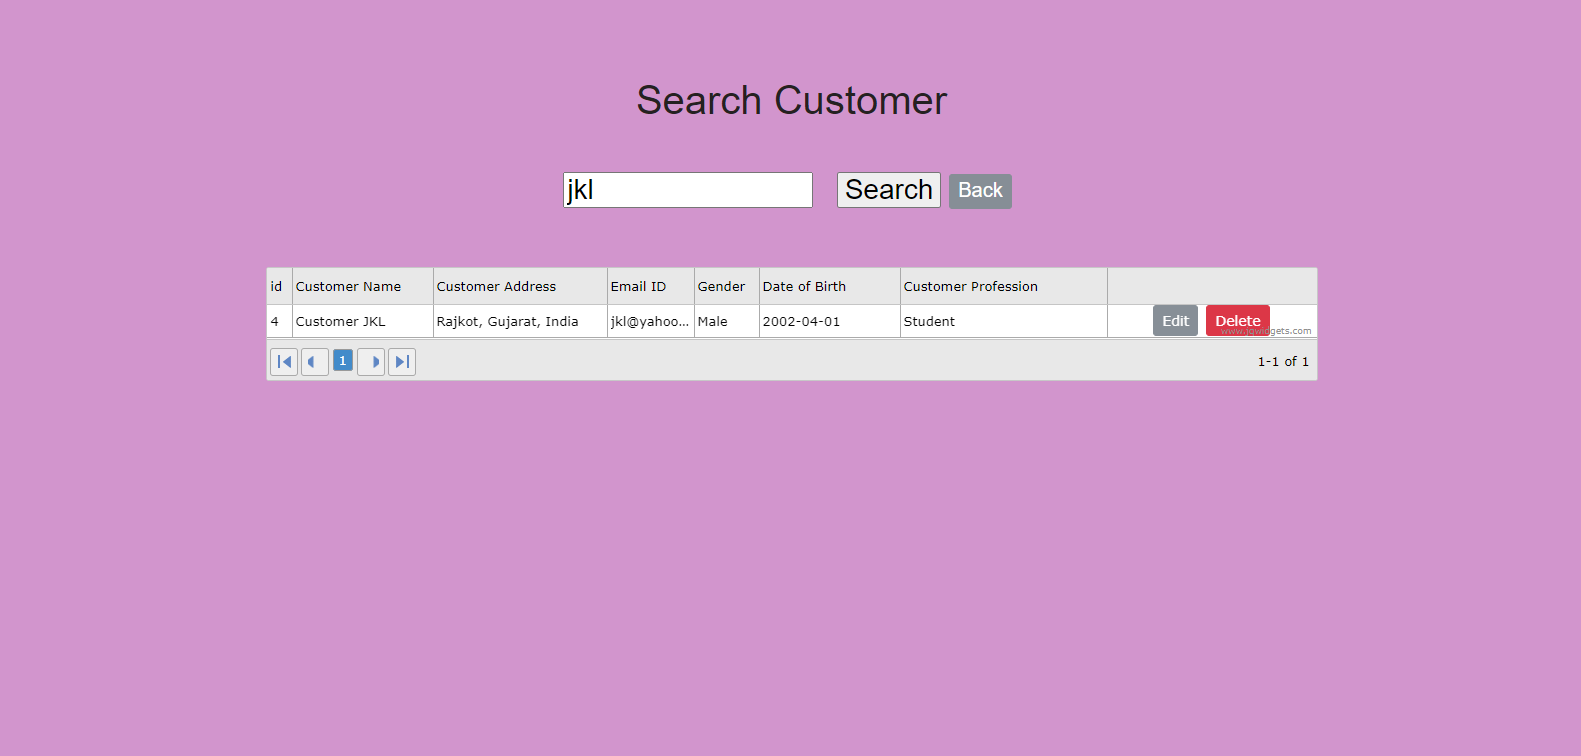 Search Customer
jkl Search Back
id Customer Name Customer Address Email ID Gender Date of Birth Customer Profession
4 Customer JKL Rajkot, Gujarat, India jkl@yahoo... Male 2002-04-01 Student Edit Delete
www.jqwidgets.com
1 1-1 of 1